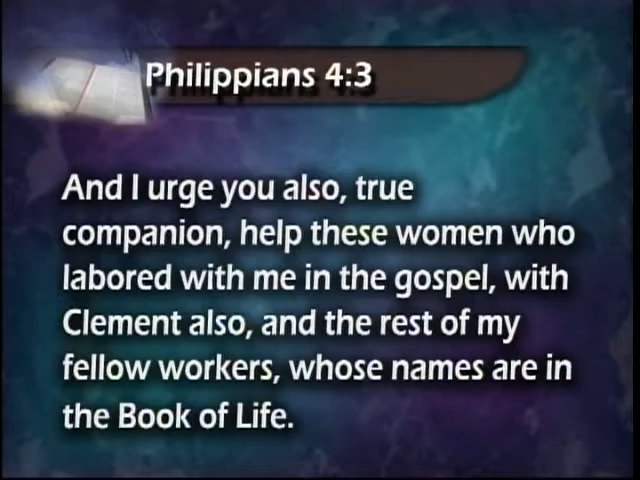 Philippians 4:3
And I urge you also, true
companion, help these women who
labored with me in the gospel, with
Clement also, and the rest of my
fellow workers, whose names are in
the Book of Life.